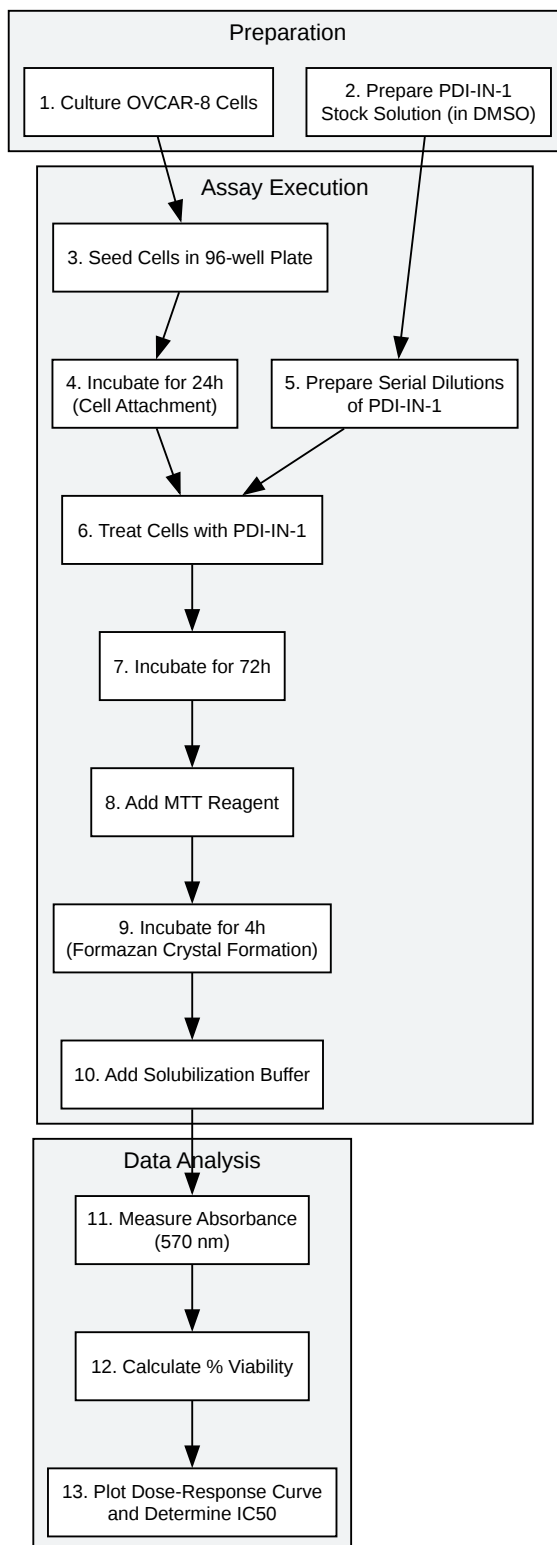 Preparation
1. Culture OVCAR-8 Cells
2. Prepare PDI-IN-1
Stock Solution (in DMSO)
Assay Execution
3. Seed Cells in 96-well Plate
4. Incubate for 24h
(Cell Attachment)
5. Prepare Serial Dilutions
of PDI-IN-1
6. Treat Cells with PDI-IN-1
7. Incubate for 72h
8. Add MTT Reagent
9. Incubate for 4h
(Formazan Crystal Formation)
10. Add Solubilization Buffer
Data Analysis
11. Measure Absorbance
(570 nm)
12. Calculate % Viability
13. Plot Dose-Response Curve
and Determine IC50